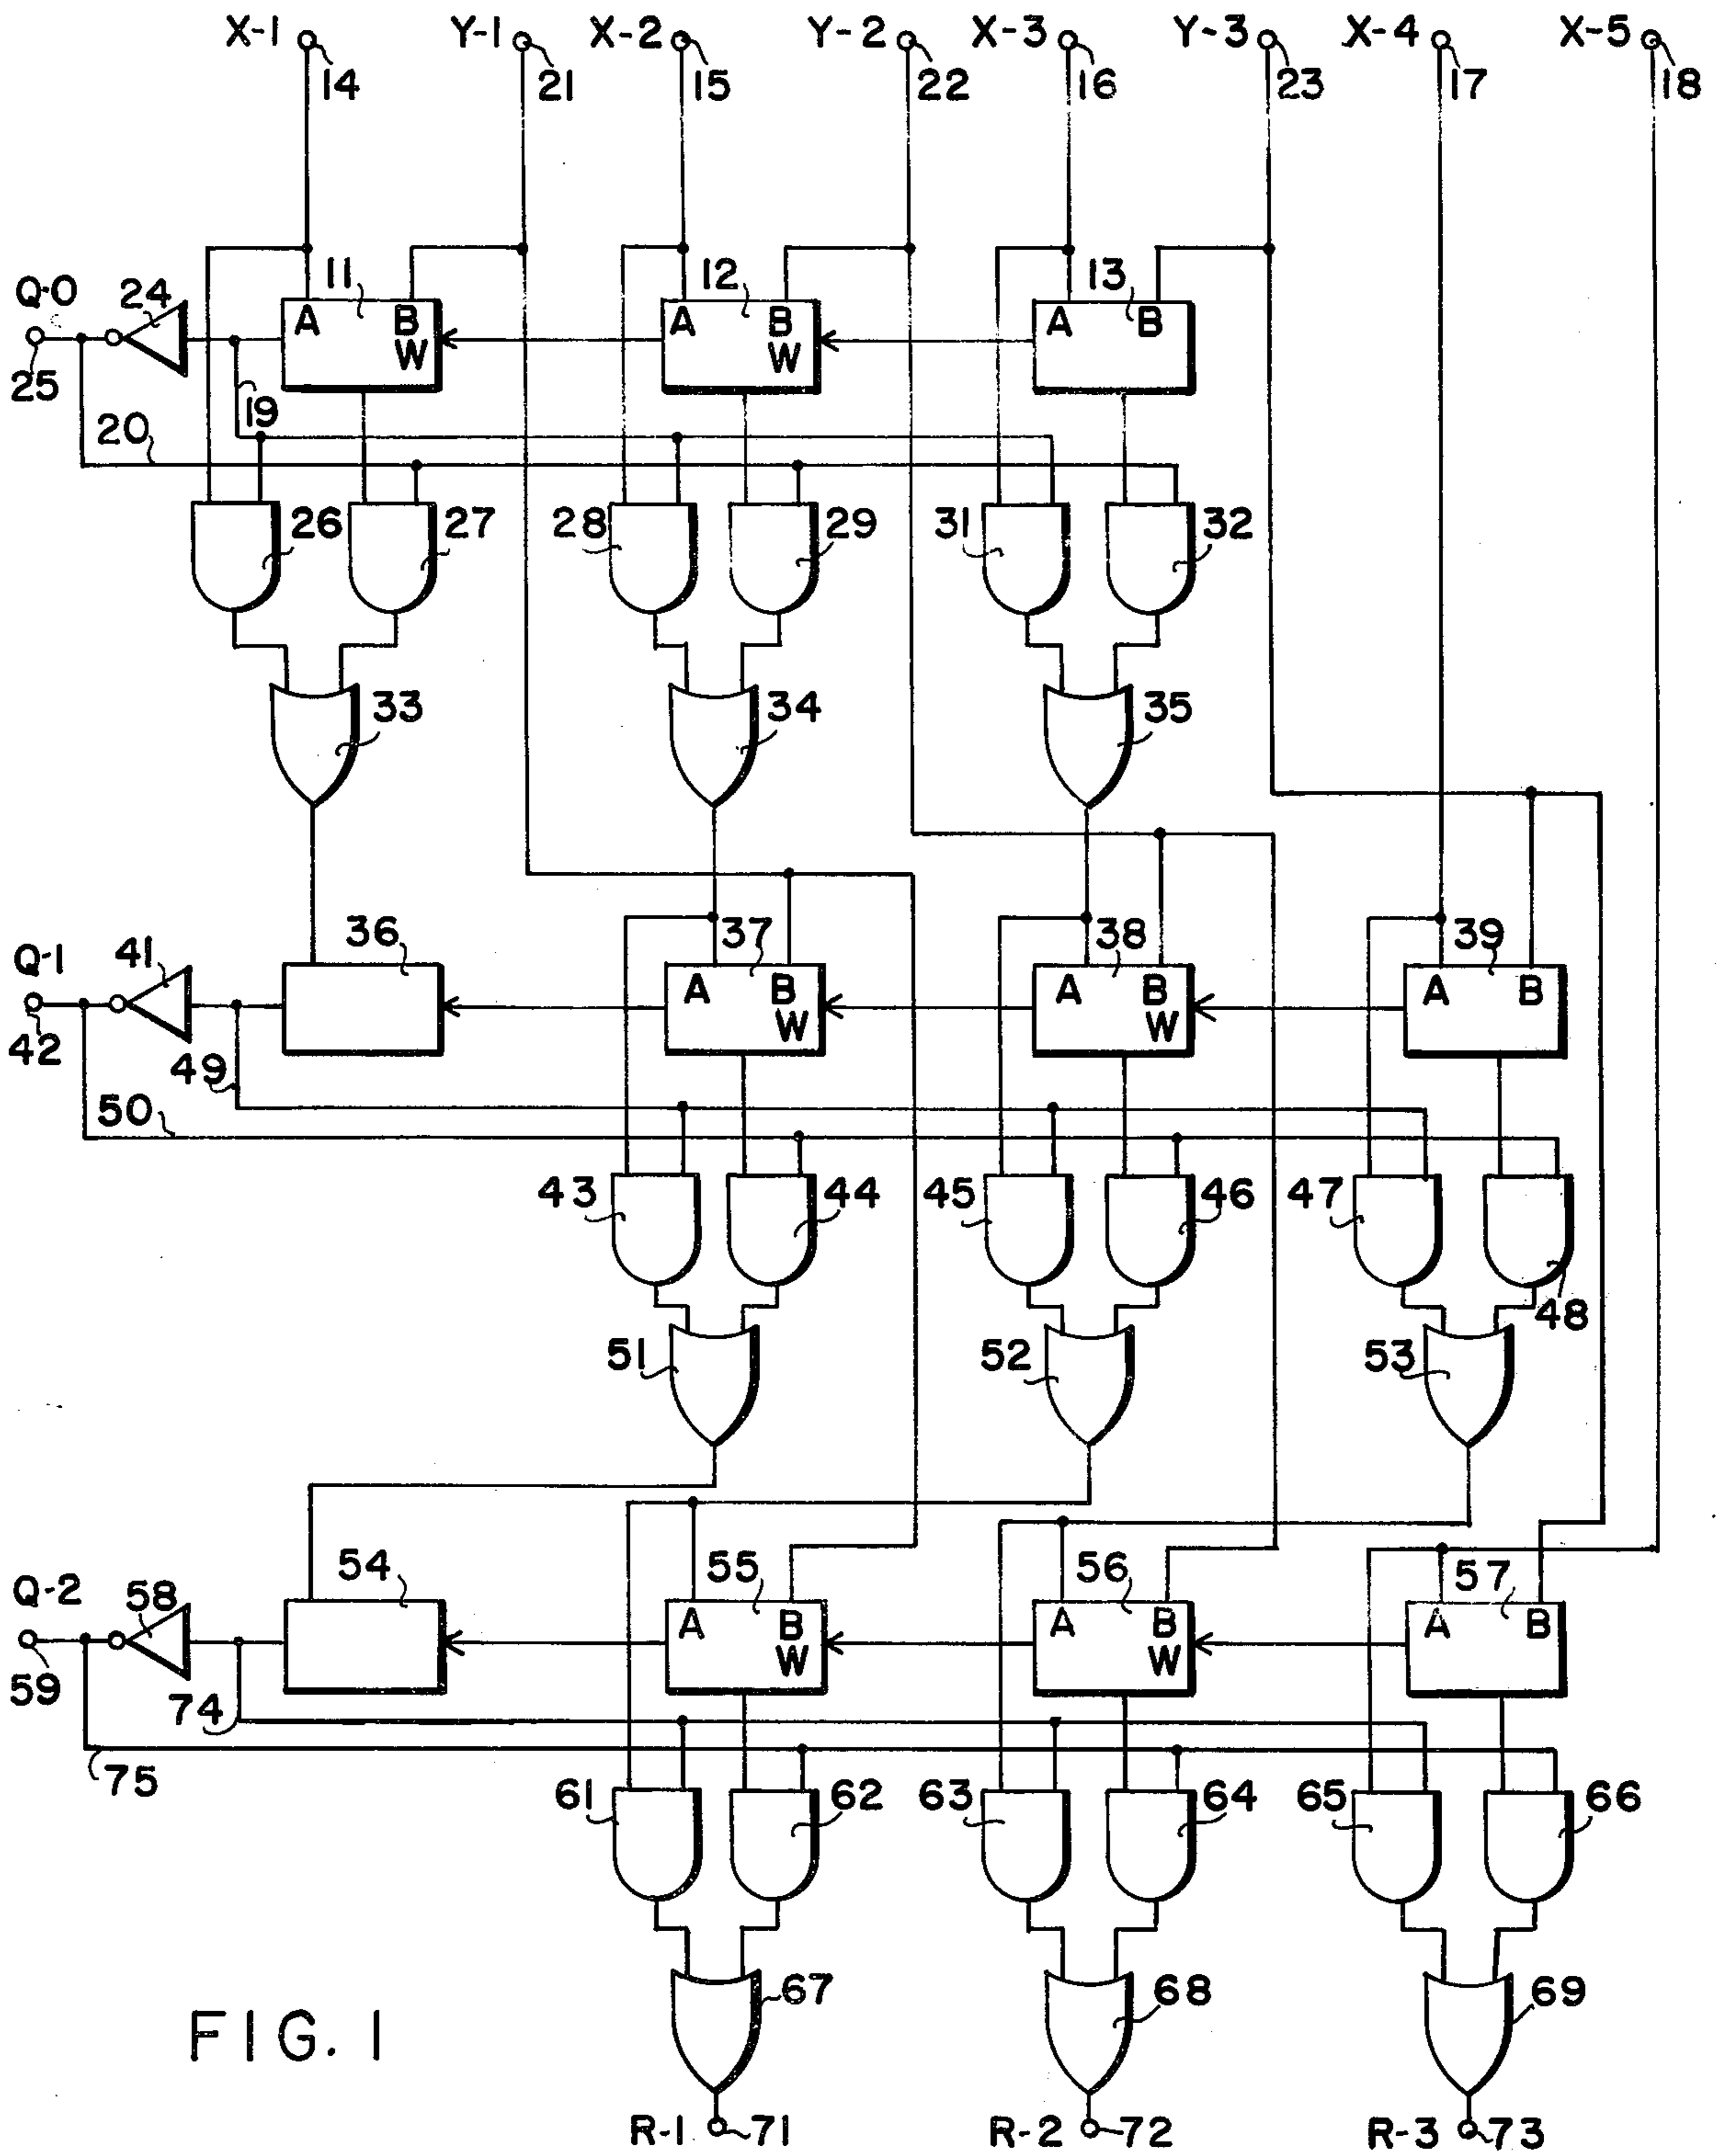 X-1 Y-1 X-2 Y-2 X-3 Y-3 X-4 X-5
14 21 15 22 16 23 17 18
11 12 13
Q-0 24 A B A B A B
W W
25 19
20
26 27 28 29 31 32
33 34 35
36 37 38 39
Q-1 41
A B A B A B
W W
42 49
50
43 44 45 46 47
48
51 52 53
54 55 56 57
Q-2 58
A B A B A B
W W
59 74
75
61 62 63 64 65 66
67 68 69
FIG. 1
R-1 71 R-2 72 R-3 73